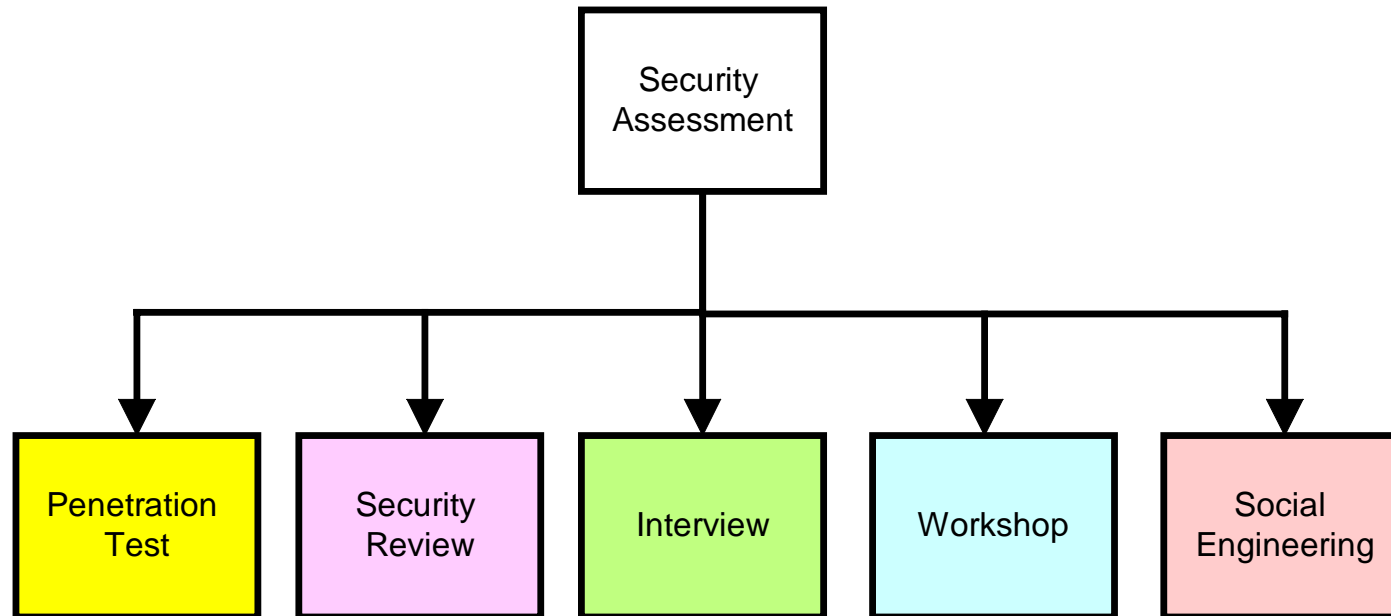 Security
Assessment
Penetration
Test
Security
Review
Interview
Workshop
Social
Engineering